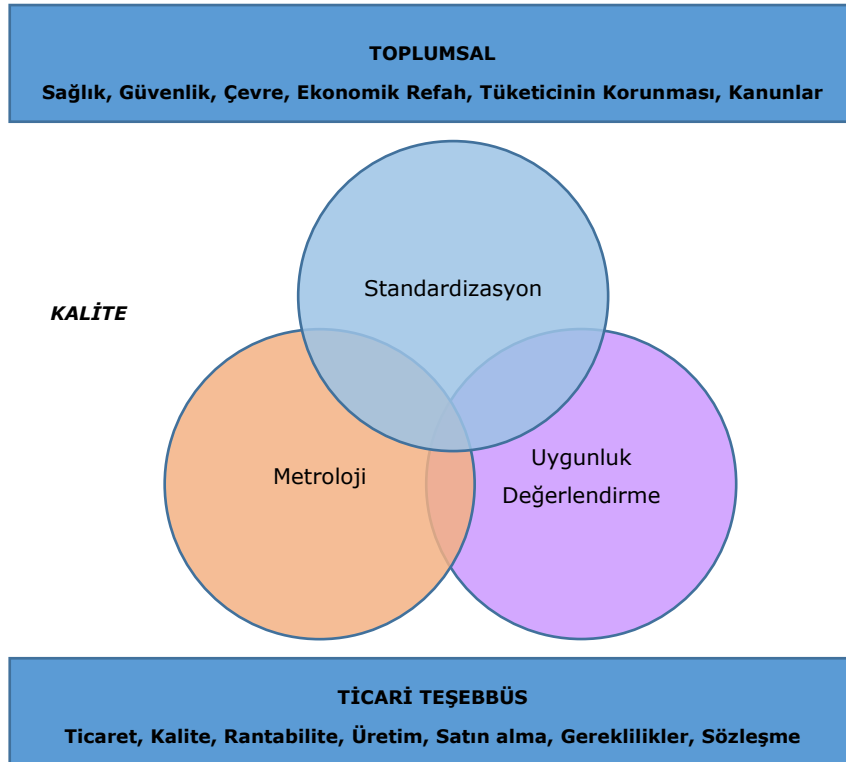 TOPLUMSAL
Sağlık, Güvenlik, Çevre, Ekonomik Refah, Tüketicinin Korunması, Kanunlar
Standardizasyon
KALİTE
Metroloji
Uygunluk
Değerlendirme
TİCARİ TEŞEBBÜS
Ticaret, Kalite, Rantabilite, Üretim, Satın alma, Gereklilikler, Sözleşme